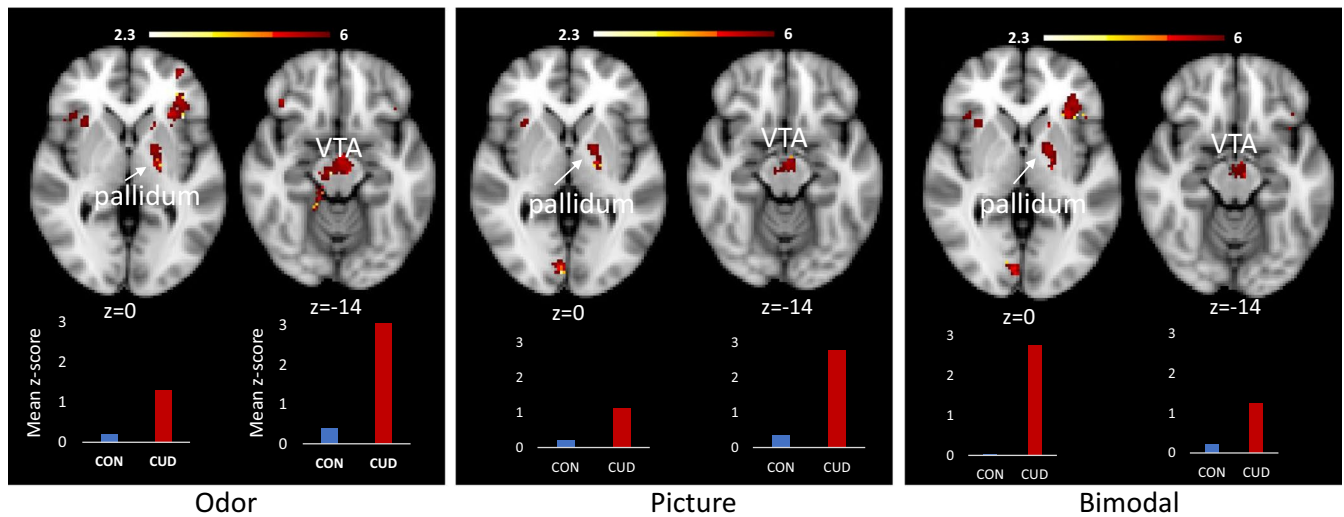 2.3 6
VTA
pallidum
z=0 z=-14
Mean z-score
3
2
1
0
CON CUD
Mean z-score
3
2
1
0
CON CUD
Odor
2.3 6
VTA
pallidum
z=0 z=-14
3
2
1
0
CON CUD
3
2
1
0
CON CUD
Picture
2.3 6
VTA
pallidum
z=0 z=-14
3
2
1
0
CON CUD
3
2
1
0
CON CUD
Bimodal